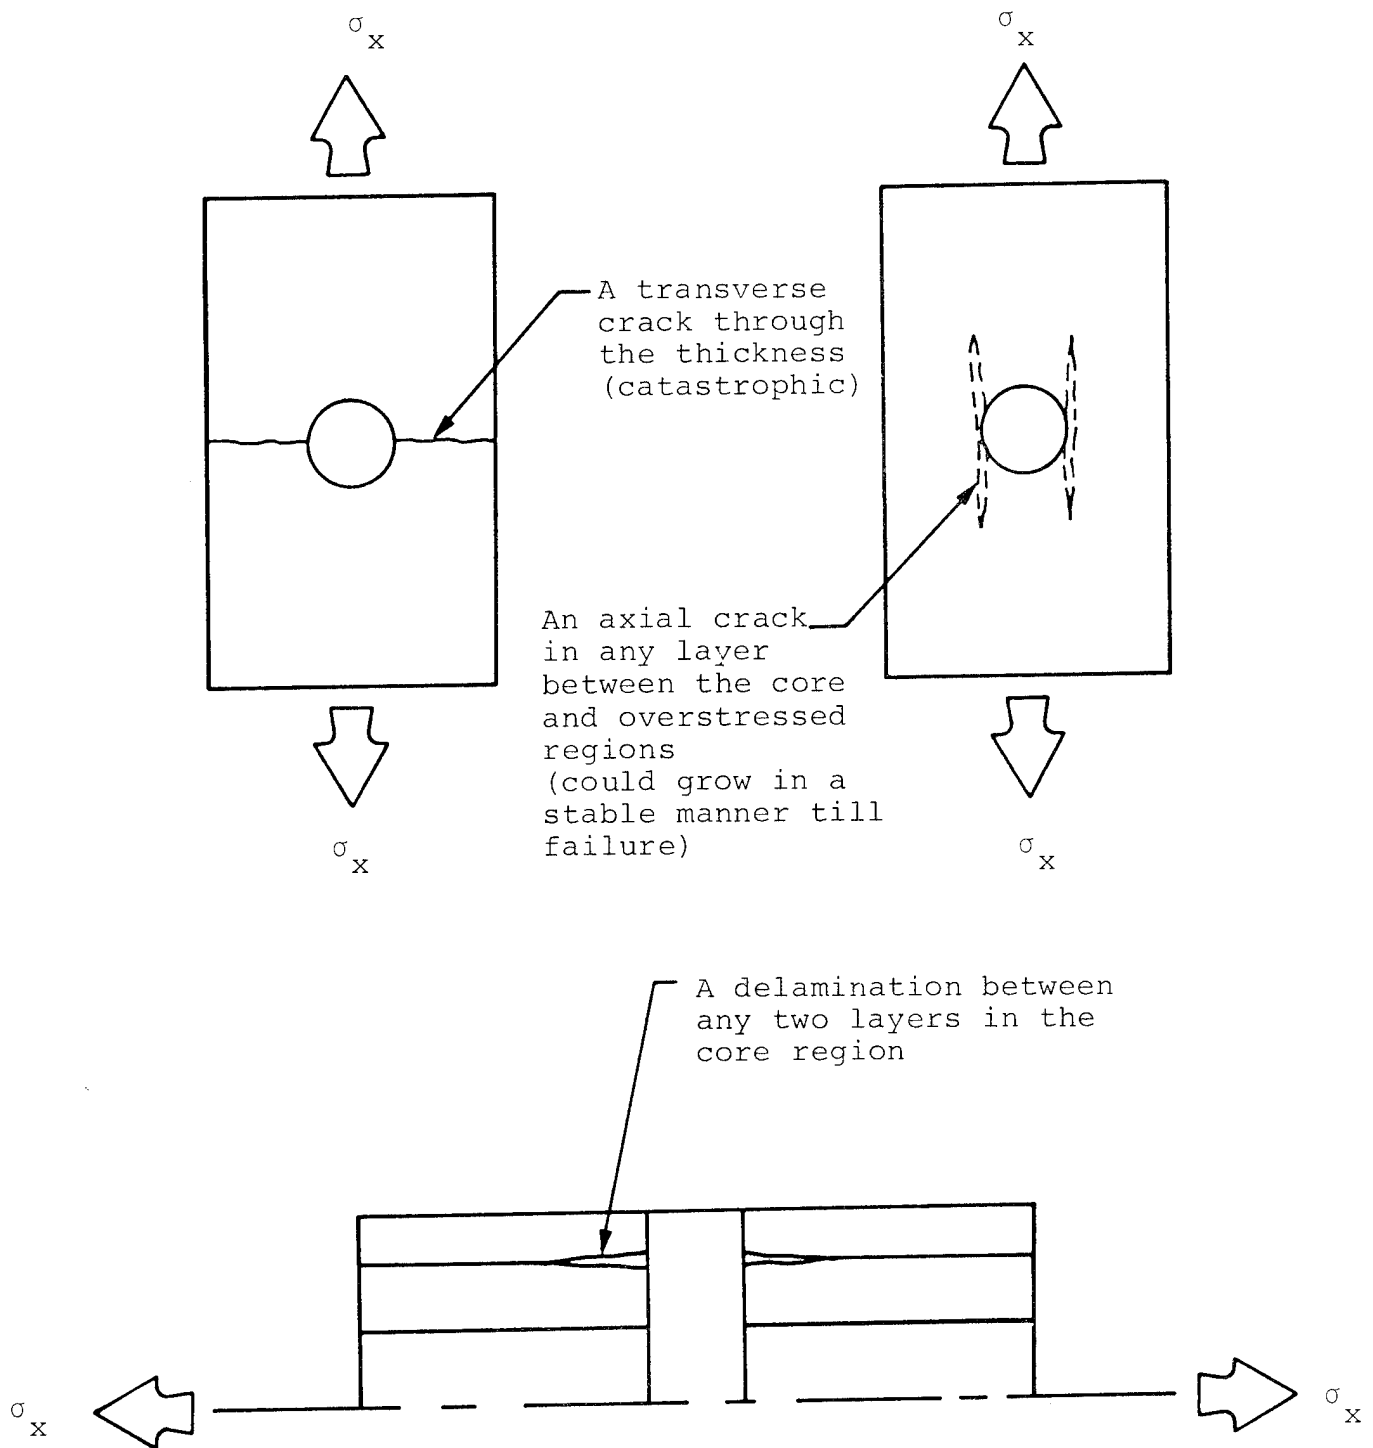 σx
σx
A transverse
crack through
the thickness
(catastrophic)
An axial crack
in any layer
between the core
and overstressed
regions
(could grow in a
stable manner till
failure)
σx
σx
A delamination between
any two layers in the
core region
σx
σx